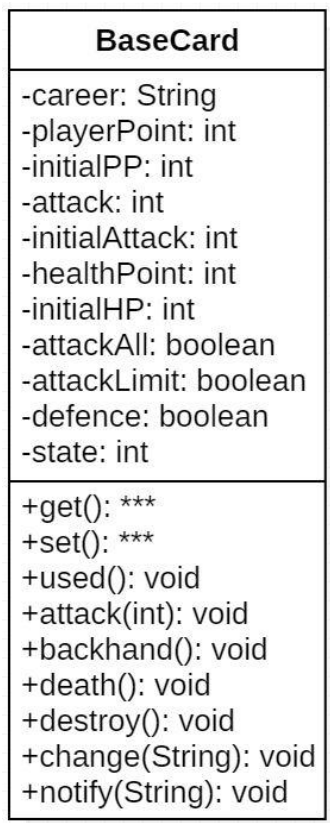 BaseCard
-career: String
-playerPoint: int
-initialPP: int
-attack: int
-initialAttack: int
-healthPoint: int
-initialHP: int
-attackAll: boolean
-attackLimit: boolean
-defence: boolean
-state: int
+get(): ***
+set(): ***
+used(): void
+attack(int): void
+backhand(): void
+death(): void
+destroy(): void
+change(String): void
+notify(String): void